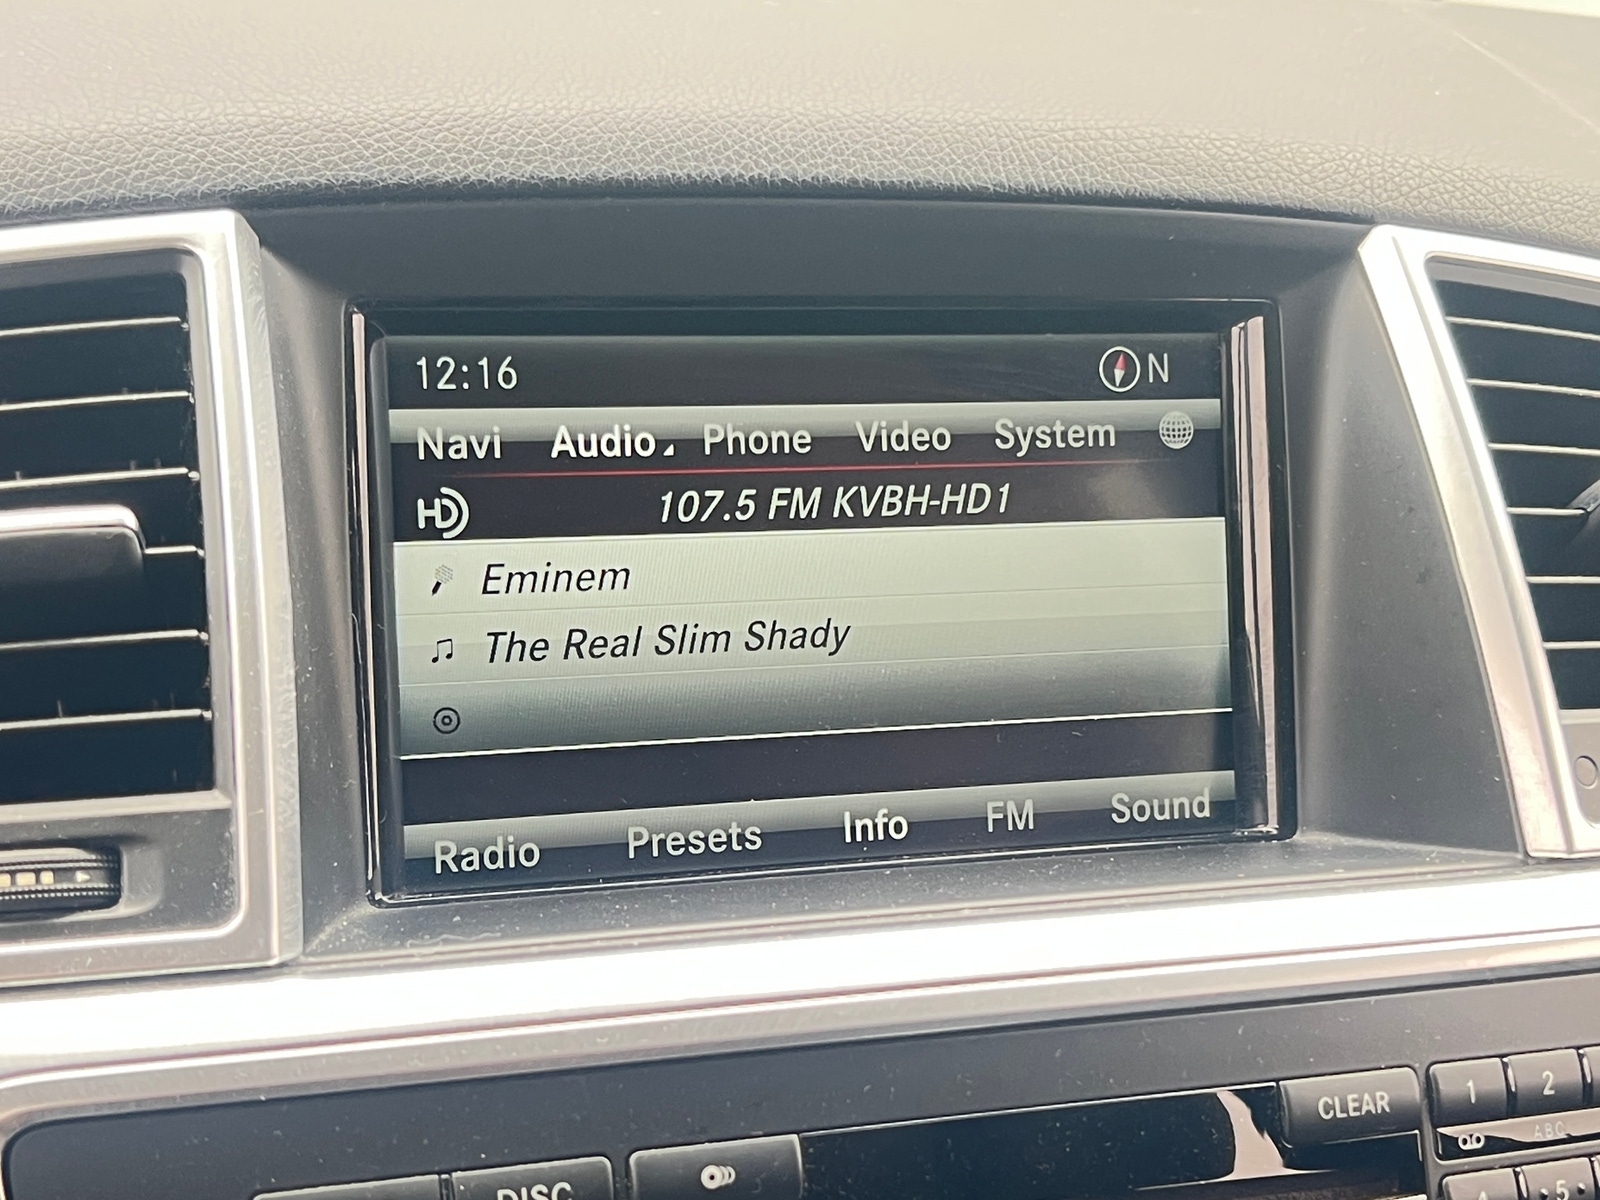 12:16 N
Navi Audio Phone Video System
HD 107.5 FM KVBH-HD1
Eminem
The Real Slim Shady
Radio Presets Info FM Sound
CLEAR 1 2
ABC
DISC 5